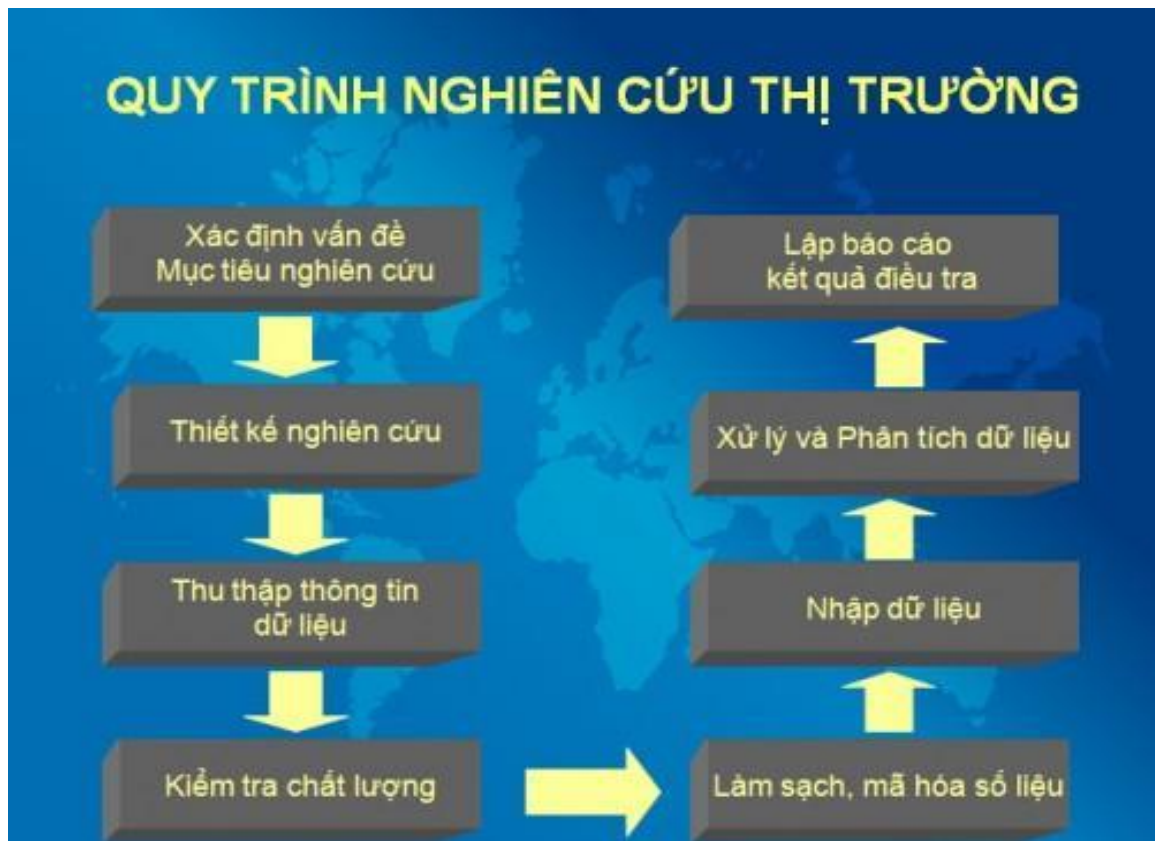 QUY TRÌNH NGHIÊN CỨU THỊ TRƯỜNG
Xác định vấn đề
Mục tiêu nghiên cứu
Thiết kế nghiên cứu
Thu thập thông tin
dữ liệu
Kiểm tra chất lượng
Làm sạch, mã hóa số liệu
Nhập dữ liệu
Xử lý và Phân tích dữ liệu
Lập báo cáo
kết quả điều tra